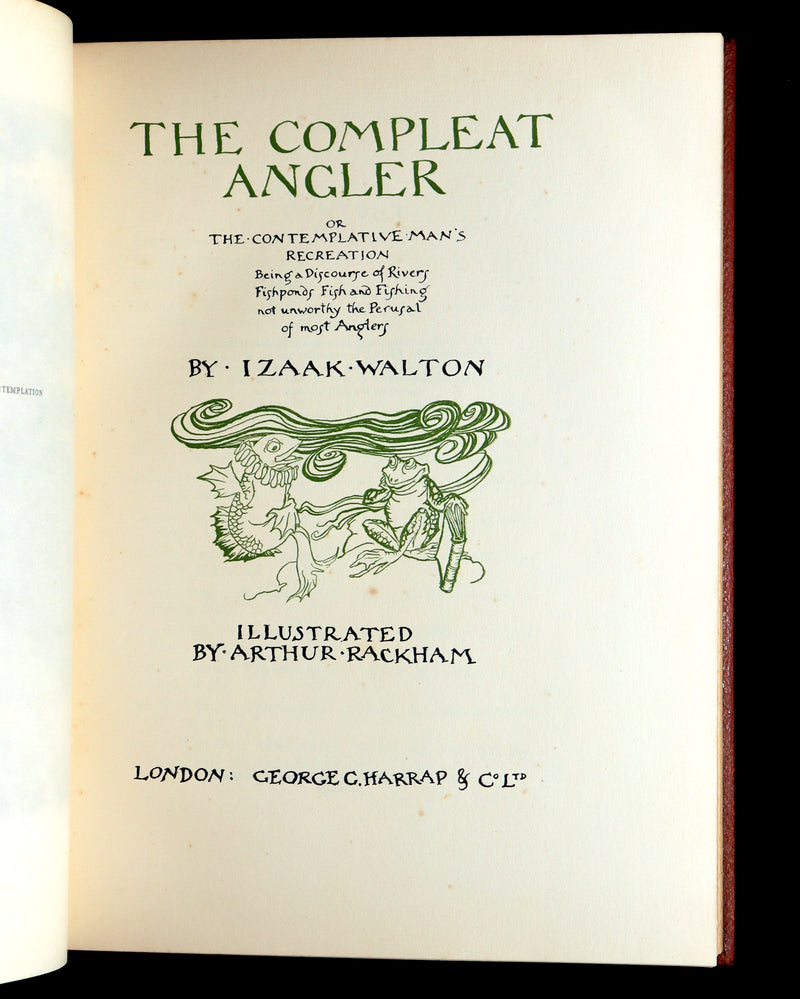 THE COMPLEAT
ANGLER
OR
THE·CONTEMPLATIVE·MAN'S
RECREATION
Being a Discourse of Rivers
Fishponds Fish and Fishing
not unworthy the Perusal
of most Anglers
BY· IZAAK·WALTON
ILLUSTRATED
BY·ARTHUR·RACKHAM
LONDON: GEORGE G. HARRAP & Cº LTD